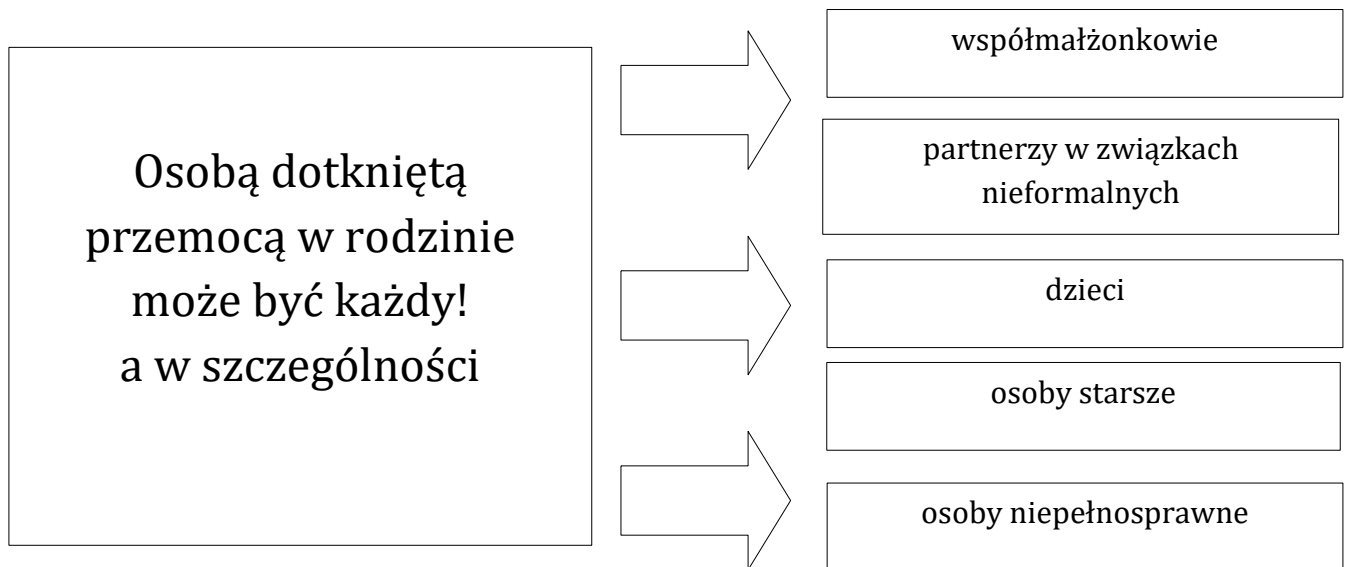 Osobą dotkniętą
przemocą w rodzinie
może być każdy!
a w szczególności
współmałżonkowie
partnerzy w związkach
nieformalnych
dzieci
osoby starsze
osoby niepełnosprawne